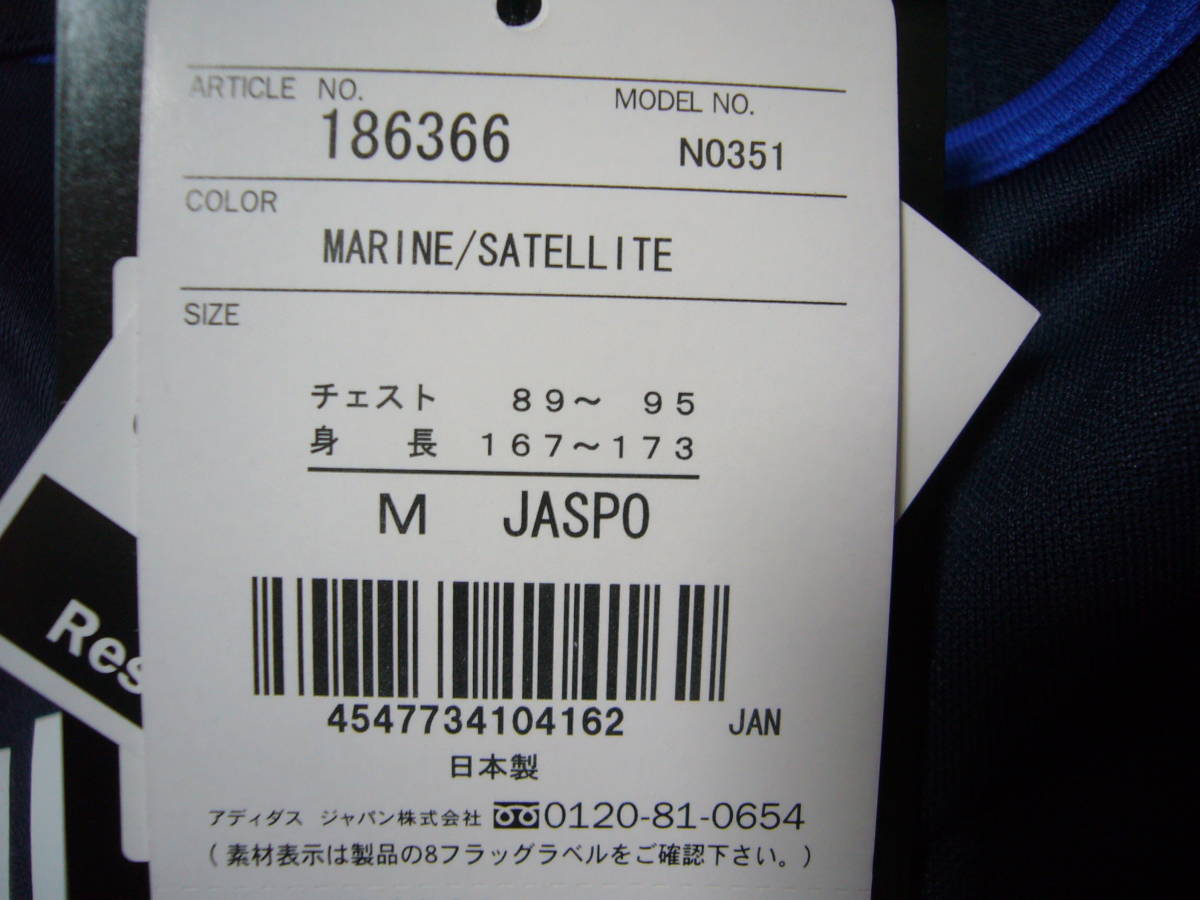 ARTICLE NO. MODEL NO.
186366 N0351
COLOR
MARINE/SATELLITE
SIZE
チェスト 89～ 95
身 長 167～173
M JASPO
Res
4547734104162 JAN
日本製
アディダス ジャパン株式会社 0120-81-0654
(素材表示は製品の8フラッグラベルをご確認下さい。)